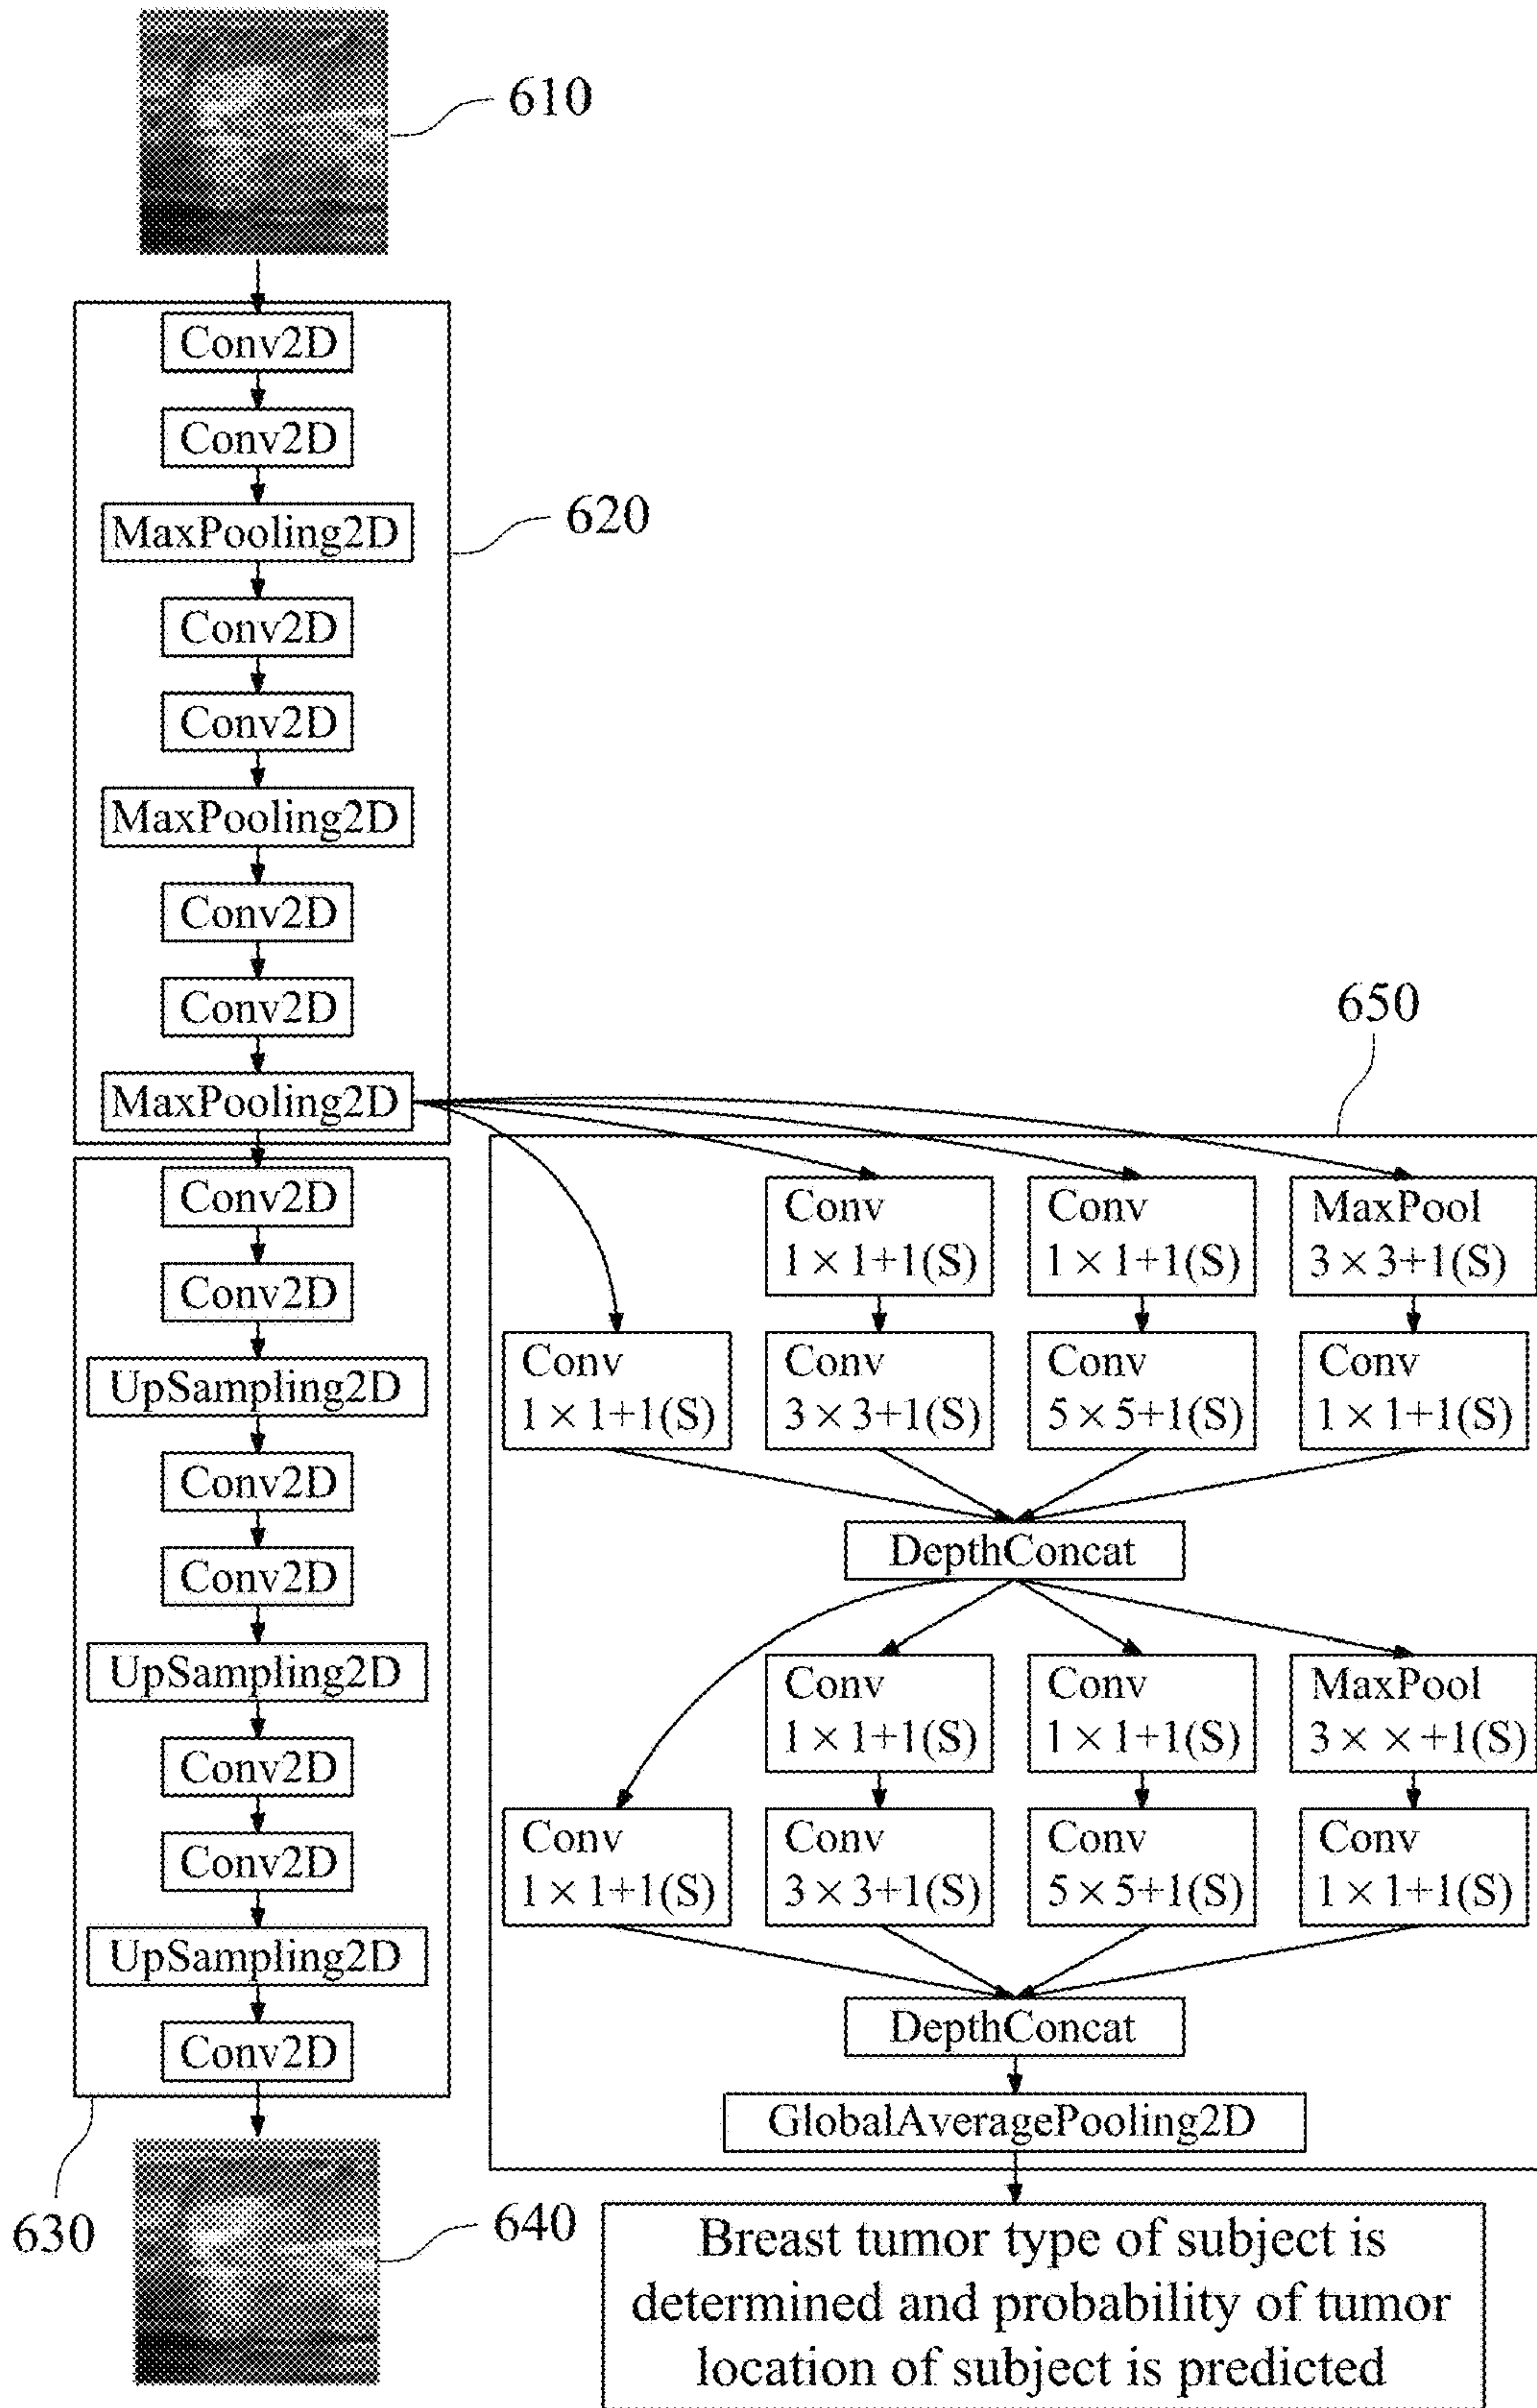 610
Conv2D
Conv2D
MaxPooling2D
620
Conv2D
Conv2D
MaxPooling2D
Conv2D
Conv2D
MaxPooling2D
Conv2D
Conv2D
UpSampling2D
Conv2D
Conv2D
UpSampling2D
Conv2D
Conv2D
UpSampling2D
Conv2D
630
640
650
Conv
1 × 1+1(S)
Conv
1 × 1+1(S)
MaxPool
3 × 3+1(S)
Conv
1 × 1+1(S)
Conv
3 × 3+1(S)
Conv
5 × 5+1(S)
Conv
1 × 1+1(S)
DepthConcat
Conv
1 × 1+1(S)
Conv
1 × 1+1(S)
MaxPool
3 × × +1(S)
Conv
1 × 1+1(S)
Conv
3 × 3+1(S)
Conv
5 × 5+1(S)
Conv
1 × 1+1(S)
DepthConcat
GlobalAveragePooling2D
Breast tumor type of subject is
determined and probability of tumor
location of subject is predicted